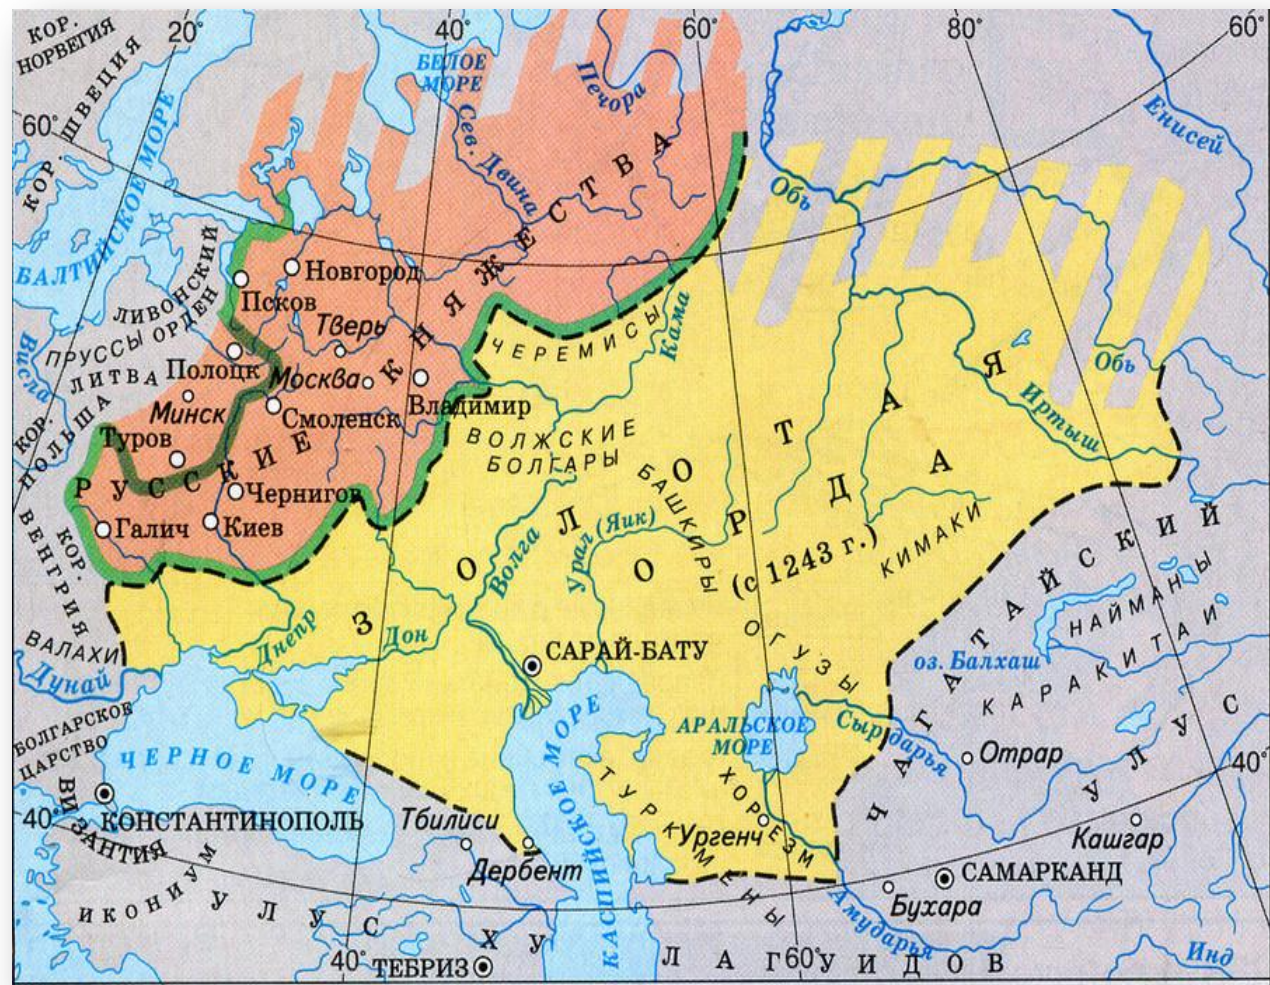 КОР.
НОРВЕГИЯ
20°
40°
60°
80°
60°
КОР. ШВЕЦИЯ
60°
БЕЛОЕ
МОРЕ
Печора
Сев. Двина
Енисей
Обь
БАЛТИЙСКОЕ МОРЕ
РУССКИЕ КНЯЖЕСТВА
Новгород
Псков
ЛИВОНСКИЙ
ОРДЕН
ПРУССЫ
ЛИТВА
Висла
Тверь
Полоцк
Москва
Минск
Смоленск
Владимир
КОР.
ПОЛЬША
Туров
Чернигов
Галич
Киев
КОР.
ВЕНГРИЯ
ЧЕРЕМИСЫ
Кама
ВОЛЖСКИЕ
БОЛГАРЫ
БАШКИРЫ
Обь
Иртыш
ЗОЛОТАЯ
ОРДА
(с 1243 г.)
КИМАКИ
Волга
Урал (Яик)
Днепр
Дон
САРАЙ-БАТУ
ОГУЗЫ
ВАЛАХИ
Дунай
БОЛГАРСКОЕ
ЦАРСТВО
ЧЕРНОЕ МОРЕ
ВИЗАНТИЯ
КОНСТАНТИНОПОЛЬ
40°
ИКОНИУМ
Тбилиси
Дербент
КАСПИЙСКОЕ МОРЕ
АРАЛЬСКОЕ
МОРЕ
Сыр дарья
ТУРКМЕНЫ
ХОРЕЗМ
Ургенч
оз. Балхаш
НАЙМАНЫ
КАРАКИТАИ
ЧАГАТАЙСКИЙ
УЛУС
Отрар
40°
Кашгар
САМАРКАНД
Бухара
Амударья
Инд
УЛУС ХУЛАГУИДОВ
ТЕБРИЗ
40°
60°